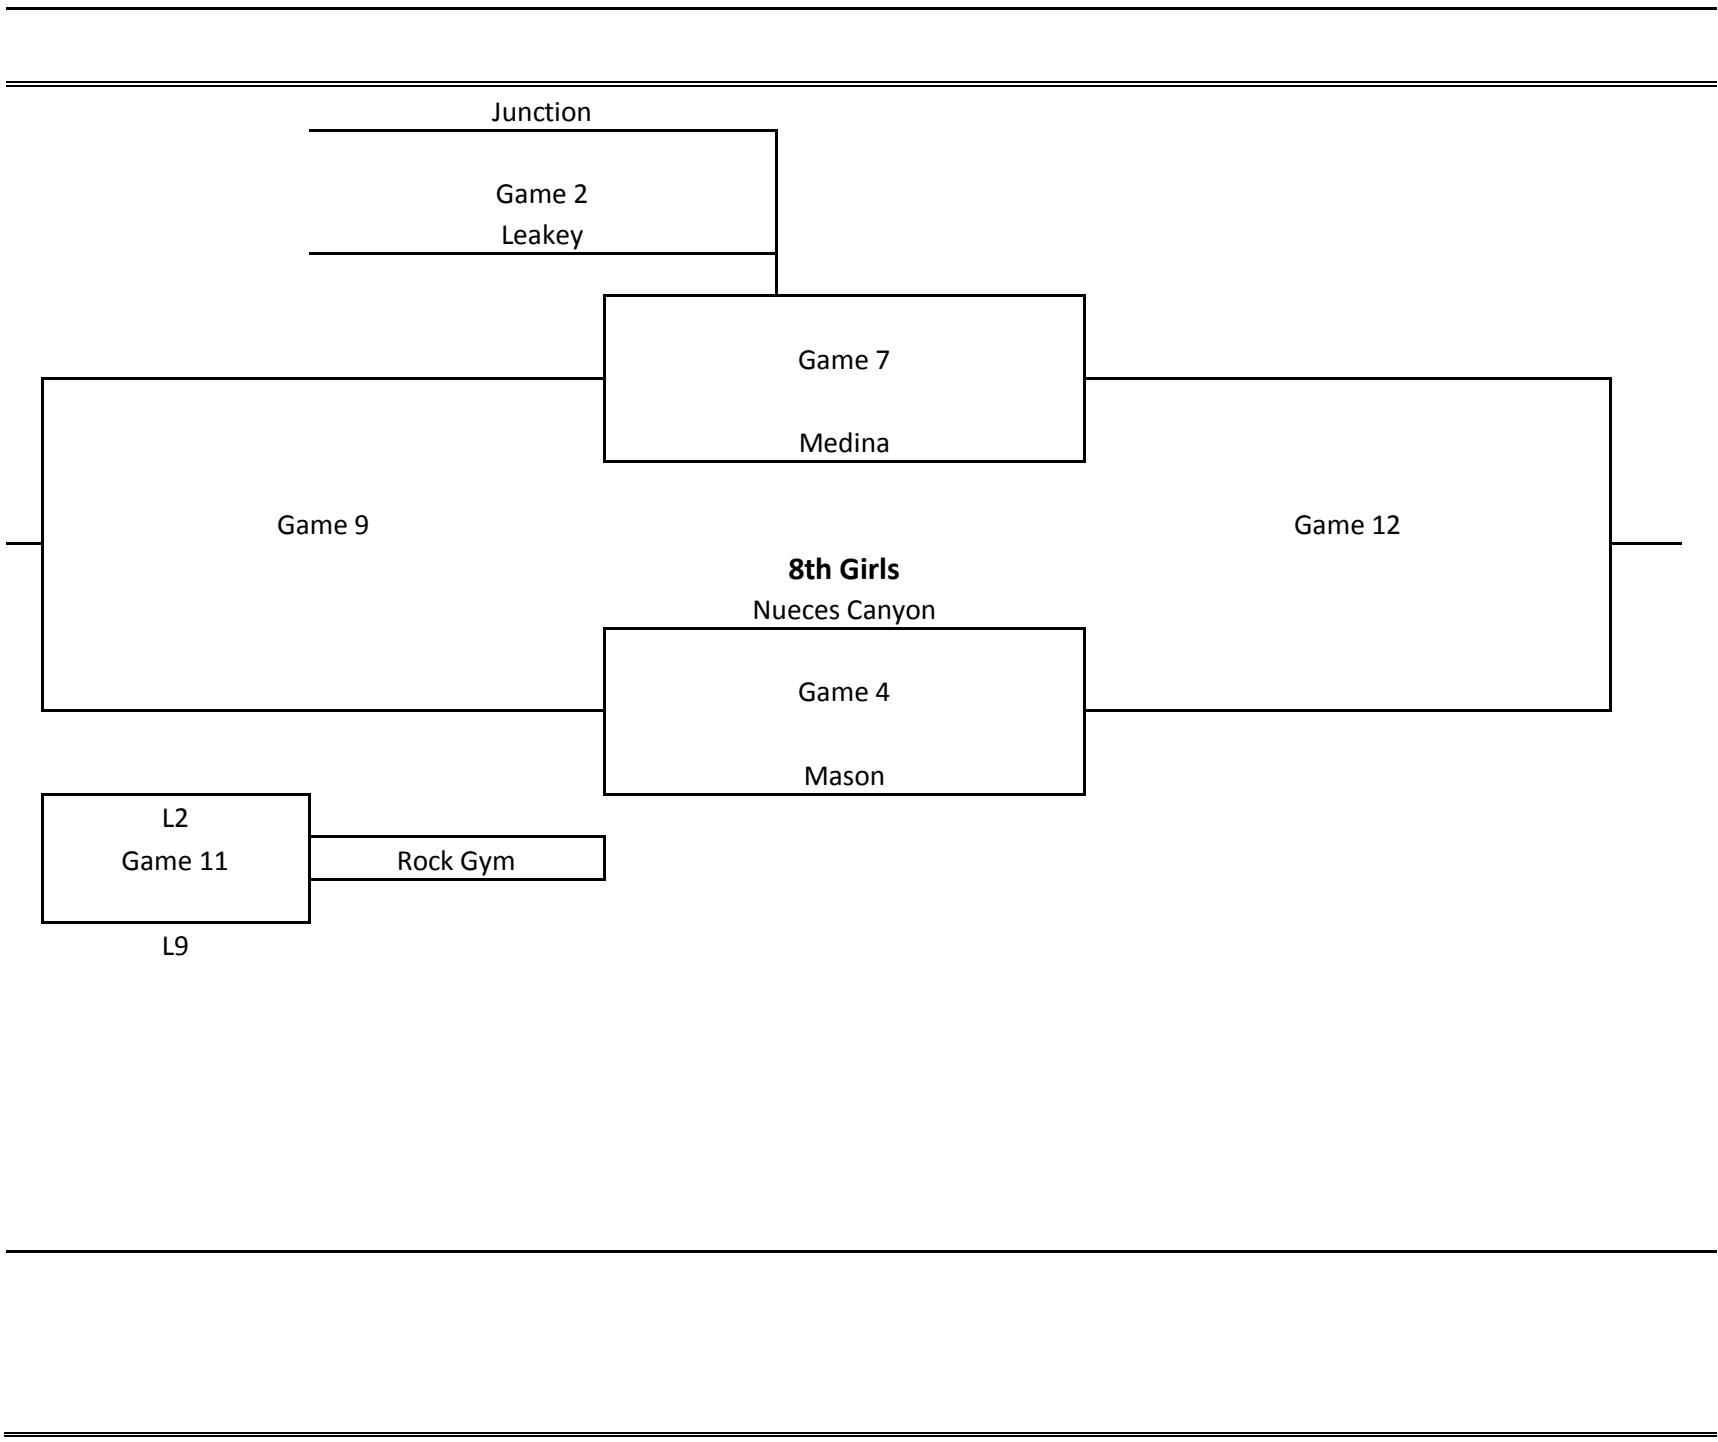 Junction
Game 2
Leakey
Game 7
Medina
Game 9
Game 12
8th Girls
Nueces Canyon
Game 4
Mason
L2
Game 11
Rock Gym
L9